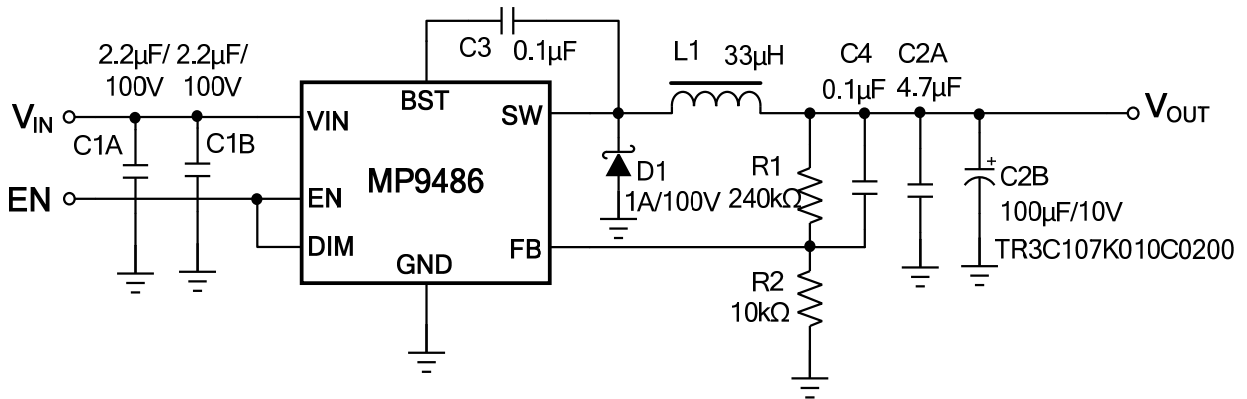 C3 0.1µF
2.2µF/
100V
2.2µF/
100V
L1 33µH
C4
0.1µF
C2A
4.7µF
VIN
C1A
C1B
VIN
BST
SW
VOUT
MP9486
D1
1A/100V
R1
240kΩ
C2B
+
100µF/10V
TR3C107K010C0200
EN
EN
DIM
GND
FB
R2
10kΩ